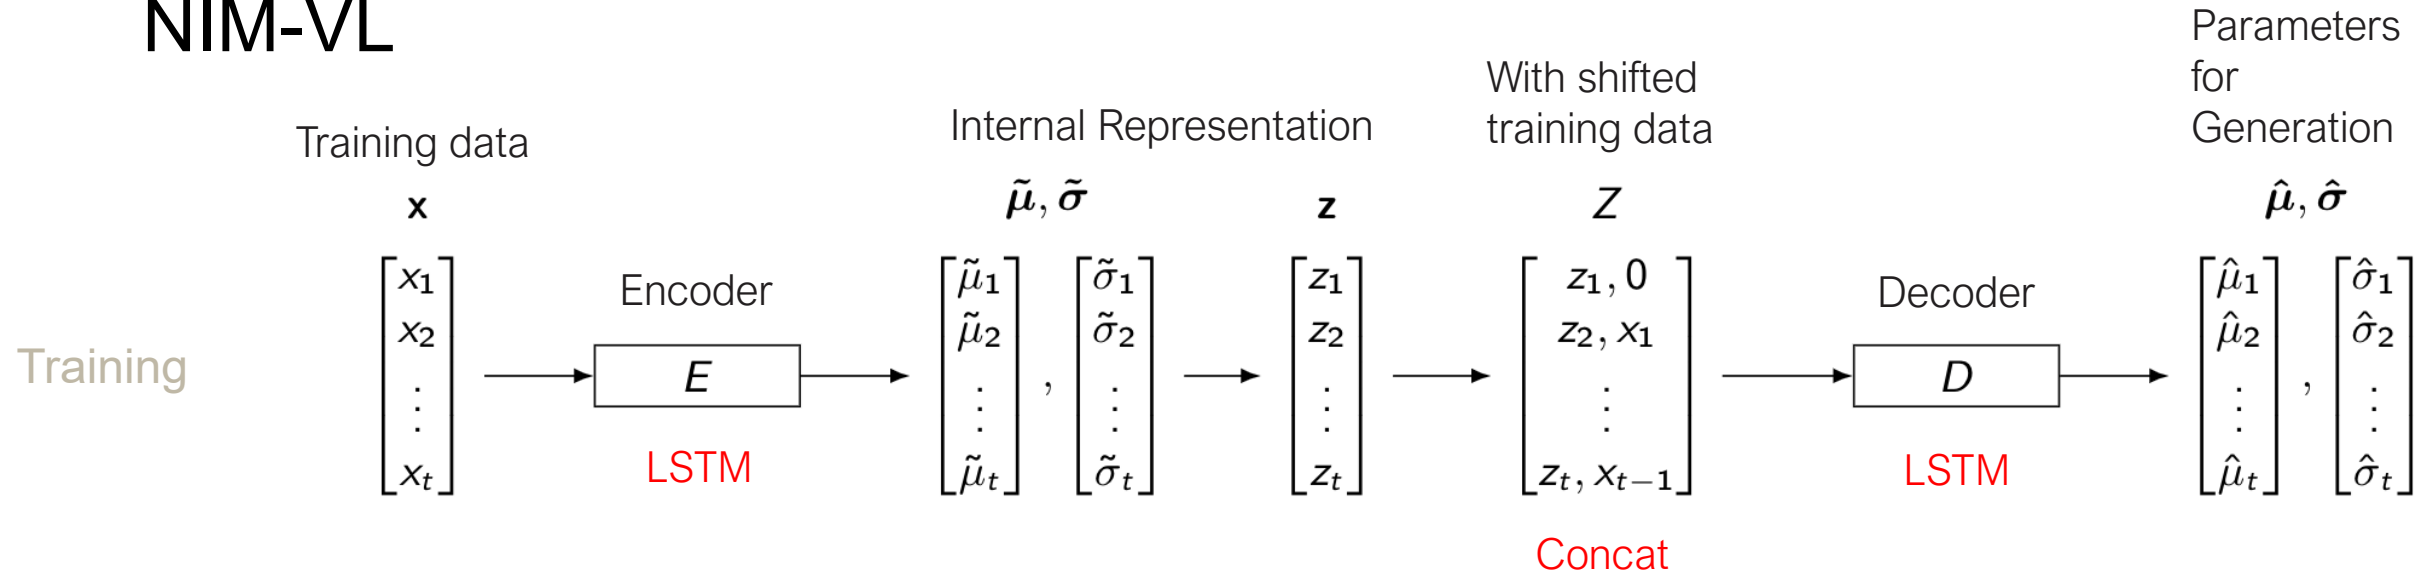 NIM-VL
Parameters
for
Generation
With shifted
training data
Internal Representation
Training data
x
μ̃, σ̃
z
Z
μ̂, σ̂
Training
x₁
x₂
⋮
xₜ
Encoder
E
LSTM
μ̃₁
μ̃₂
⋮
μ̃ₜ
,
σ̃₁
σ̃₂
⋮
σ̃ₜ
z₁
z₂
⋮
zₜ
z₁, 0
z₂, x₁
⋮
zₜ, xₜ₋₁
Concat
Decoder
D
LSTM
μ̂₁
μ̂₂
⋮
μ̂ₜ
,
σ̂₁
σ̂₂
⋮
σ̂ₜ